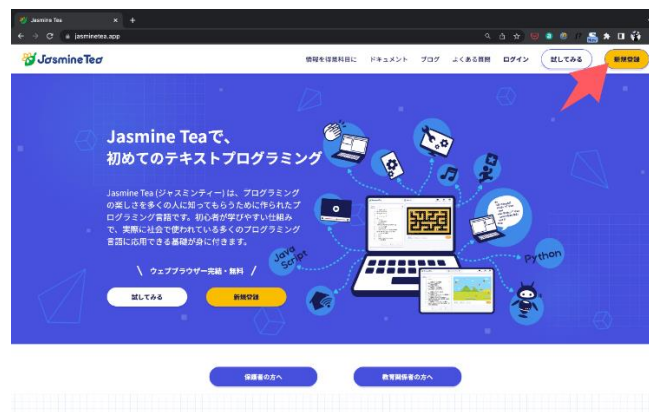 Jasmine Tea
jasminetea.app
Jasmine Tea
情報を得意科目に ドキュメント ブログ よくある質問 ログイン 試してみる 新規登録
Jasmine Teaで、
初めてのテキストプログラミング
Jasmine Tea (ジャスミンティー) は、プログラミング
の楽しさを多くの人に知ってもらうために作られたプ
ログラミング言語です。初心者が学びやすい仕組み
で、実際に社会で使われている多くのプログラミング
言語に応用できる基礎が身に付きます。
\ ウェブブラウザー完結・無料 /
試してみる 新規登録
Java
Script
Python
保護者の方へ 教育関係者の方へ